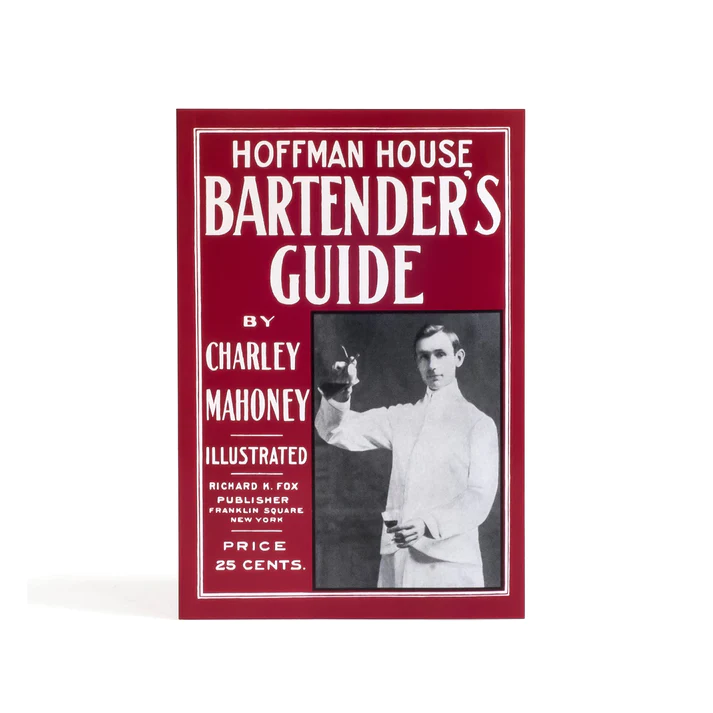 HOFFMAN HOUSE
BARTENDER'S
GUIDE
BY
CHARLEY
MAHONEY
ILLUSTRATED
RICHARD K. FOX
PUBLISHER
FRANKLIN SQUARE
NEW YORK
PRICE
25 CENTS.